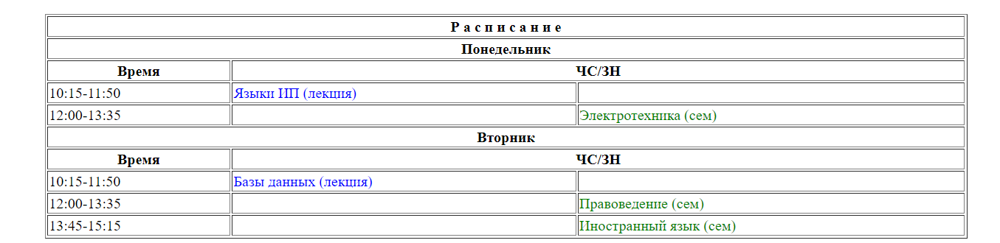 Р а с п и с а н и е
Понедельник
Время ЧС/ЗН
10:15-11:50 Языки ИП (лекция)
12:00-13:35 Электротехника (сем)
Вторник
Время ЧС/ЗН
10:15-11:50 Базы данных (лекция)
12:00-13:35 Правоведение (сем)
13:45-15:15 Иностранный язык (сем)